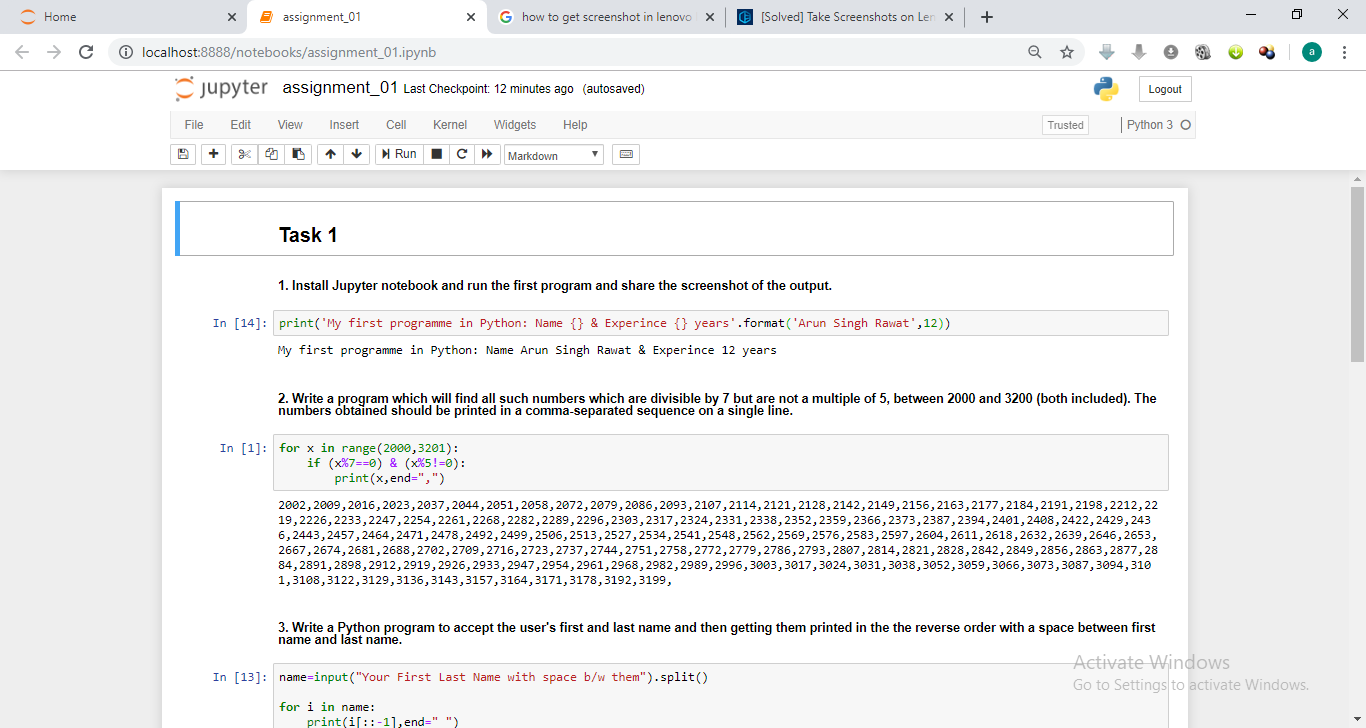 Home
assignment_01
how to get screenshot in lenovo
[Solved] Take Screenshots on Len
localhost:8888/notebooks/assignment_01.ipynb
a
jupyter assignment_01 Last Checkpoint: 12 minutes ago (autosaved)
Logout
File Edit View Insert Cell Kernel Widgets Help
Trusted
Python 3
Run
Markdown
Task 1
1. Install Jupyter notebook and run the first program and share the screenshot of the output.
In [14]: print('My first programme in Python: Name {} & Experince {} years'.format('Arun Singh Rawat',12))
My first programme in Python: Name Arun Singh Rawat & Experince 12 years
2. Write a program which will find all such numbers which are divisible by 7 but are not a multiple of 5, between 2000 and 3200 (both included). The
numbers obtained should be printed in a comma-separated sequence on a single line.
In [1]: for x in range(2000,3201):
if (x%7==0) & (x%5!=0):
print(x,end=",")
2002,2009,2016,2023,2037,2044,2051,2058,2072,2079,2086,2093,2107,2114,2121,2128,2142,2149,2156,2163,2177,2184,2191,2198,2212,22
19,2226,2233,2247,2254,2261,2268,2282,2289,2296,2303,2317,2324,2331,2338,2352,2359,2366,2373,2387,2394,2401,2408,2422,2429,243
6,2443,2457,2464,2471,2478,2492,2499,2506,2513,2527,2534,2541,2548,2562,2569,2576,2583,2597,2604,2611,2618,2632,2639,2646,2653,
2667,2674,2681,2688,2702,2709,2716,2723,2737,2744,2751,2758,2772,2779,2786,2793,2807,2814,2821,2828,2842,2849,2856,2863,2877,28
84,2891,2898,2912,2919,2926,2933,2947,2954,2961,2968,2982,2989,2996,3003,3017,3024,3031,3038,3052,3059,3066,3073,3087,3094,310
1,3108,3122,3129,3136,3143,3157,3164,3171,3178,3192,3199,
3. Write a Python program to accept the user's first and last name and then getting them printed in the the reverse order with a space between first
name and last name.
In [13]: name=input("Your First Last Name with space b/w them").split()
for i in name:
print(i[::-1],end=" ")
Activate Windows
Go to Settings to activate Windows.